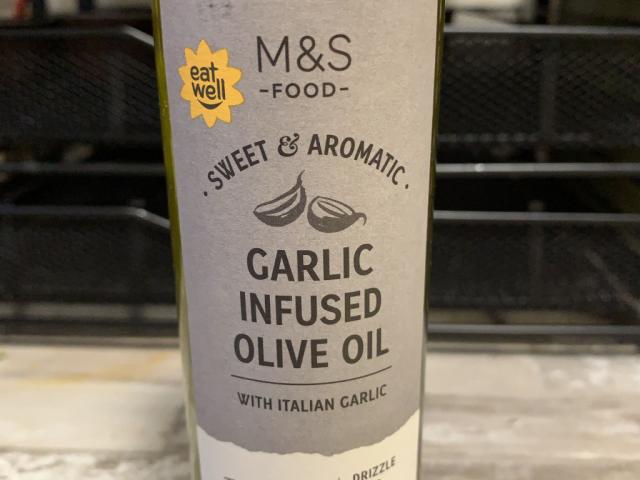 eat
well
M&S
-FOOD-
· SWEET & AROMATIC ·
GARLIC
INFUSED
OLIVE OIL
WITH ITALIAN GARLIC
DRIZZLE